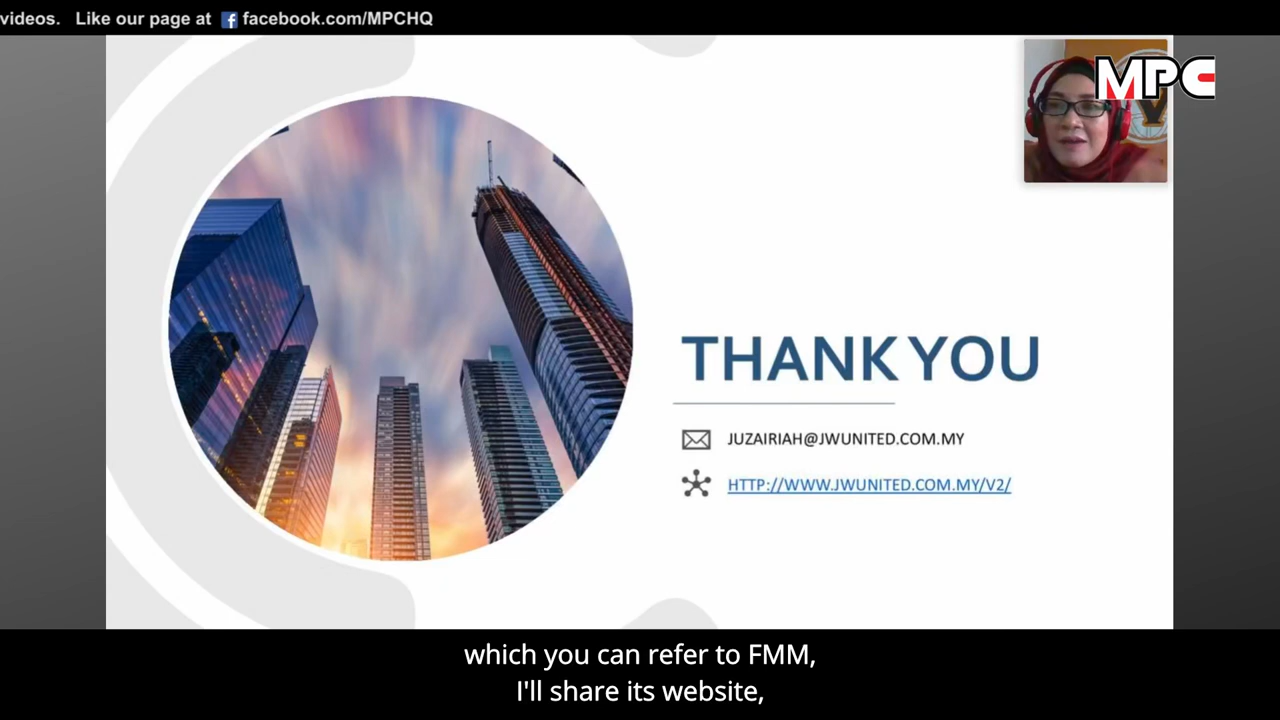 videos. Like our page at facebook.com/MPCHQ
MPC
THANK YOU
JUZAIRIAH@JWUNITED.COM.MY
HTTP://WWW.JWUNITED.COM.MY/V2/
which you can refer to FMM,
I'll share its website,